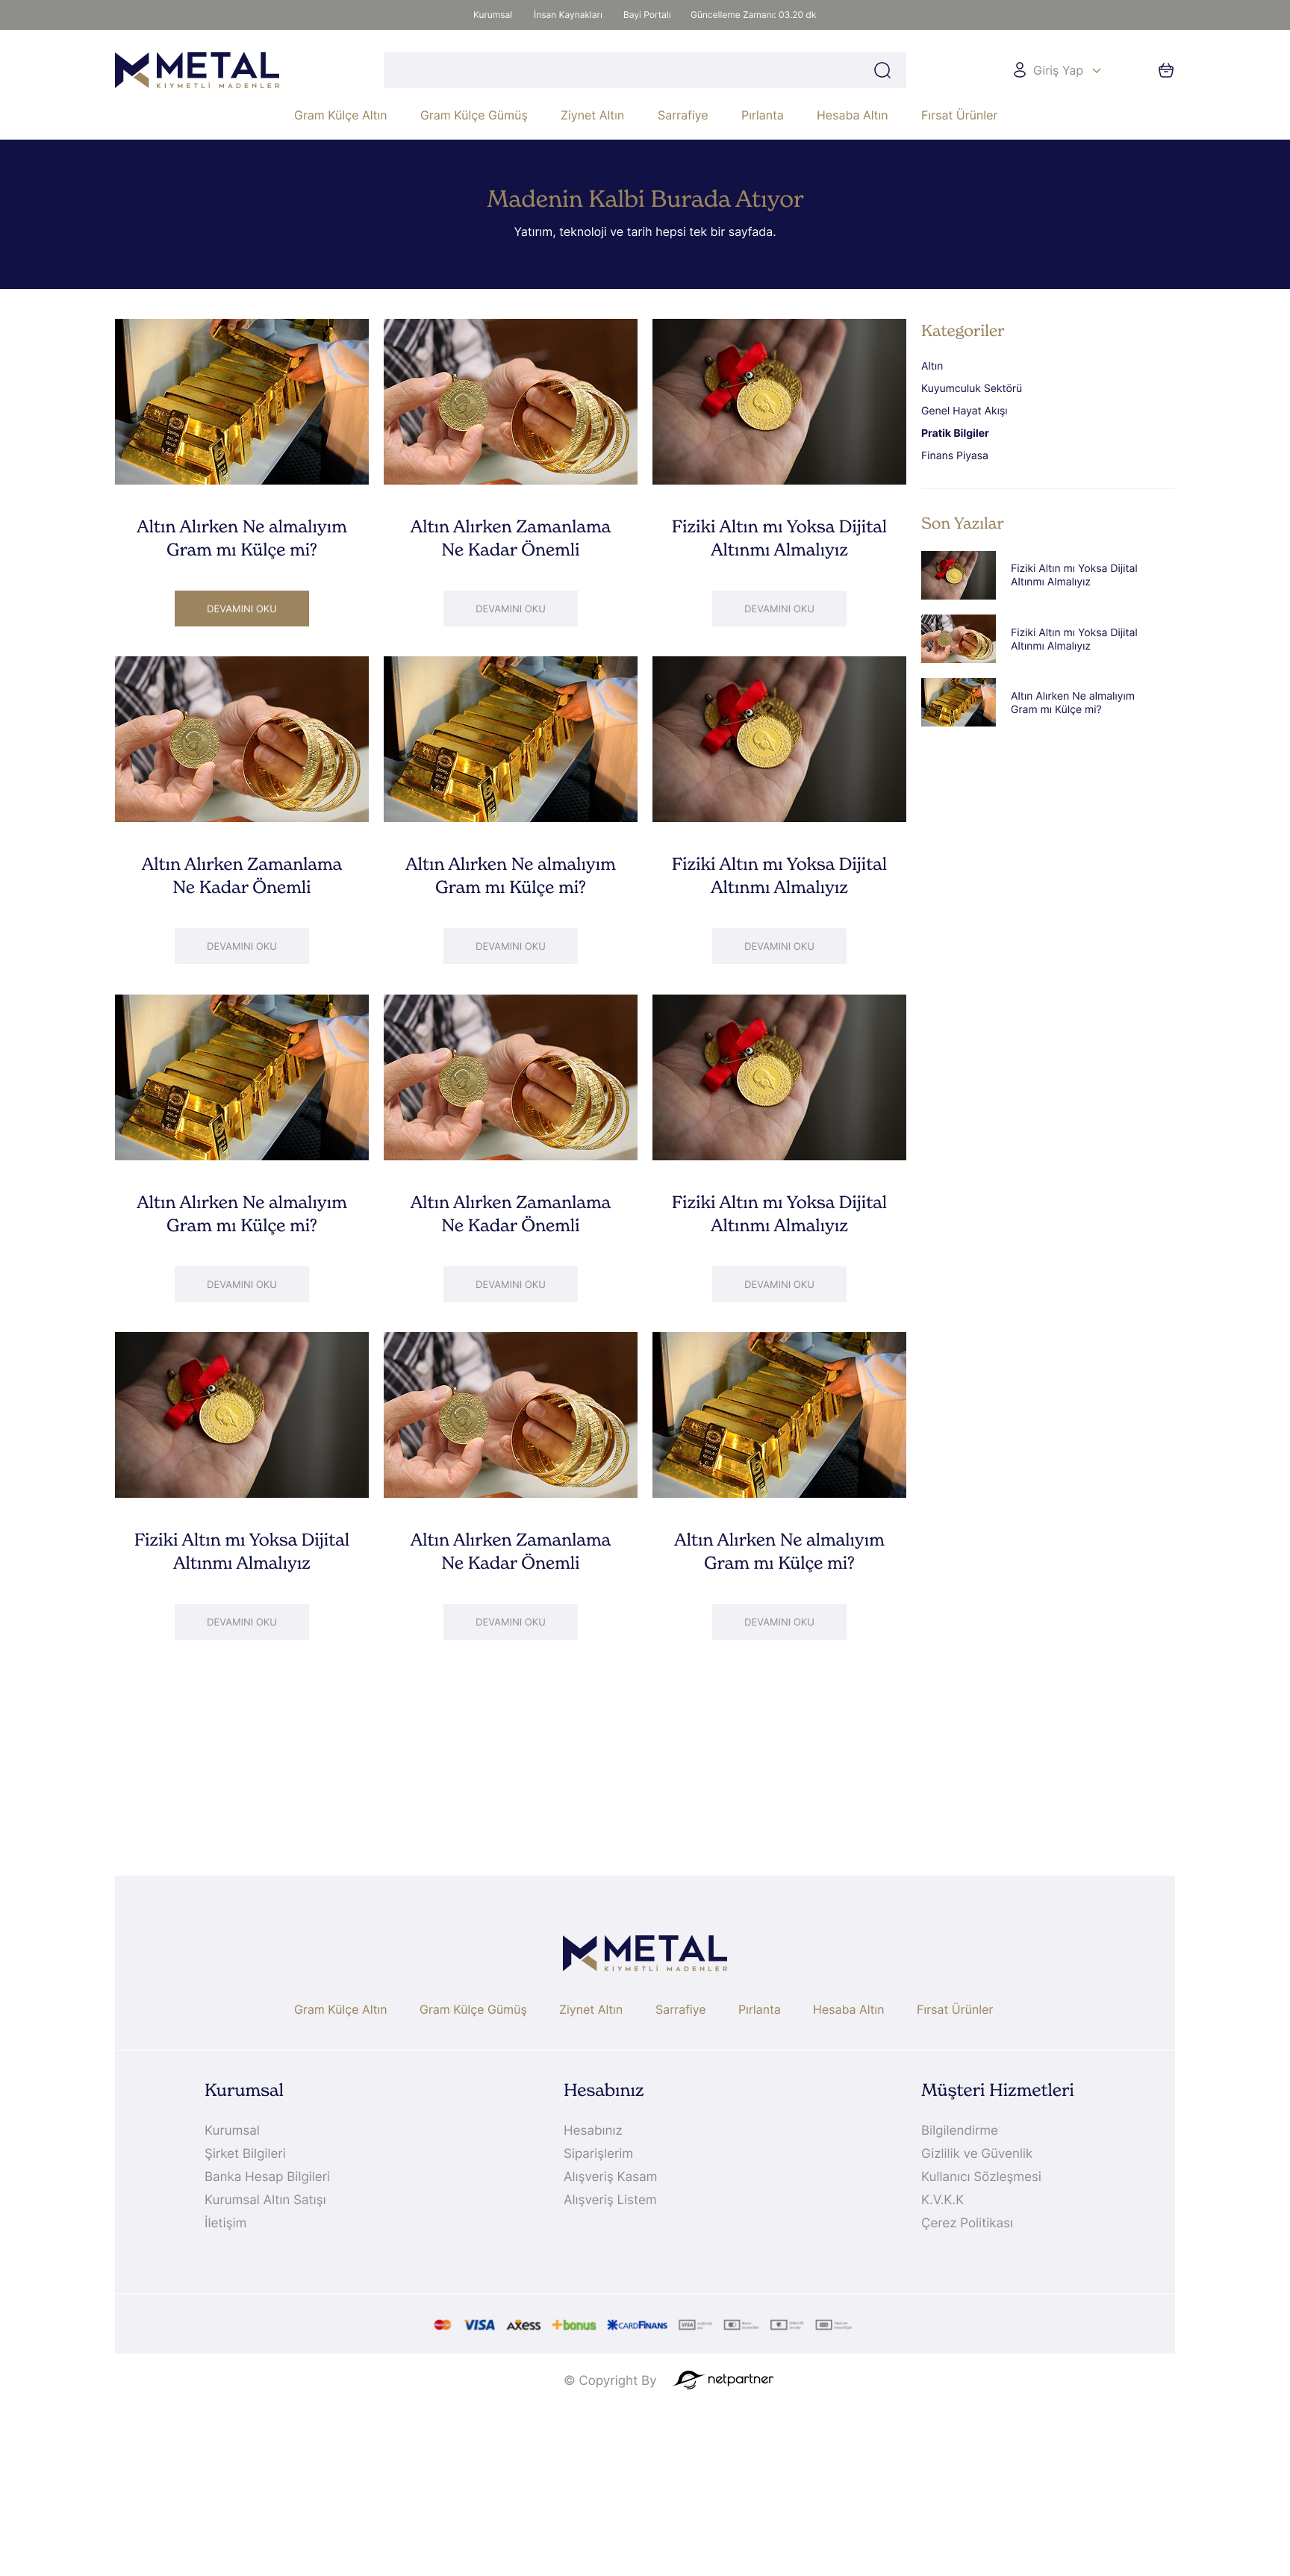 Kurumsal İnsan Kaynakları Bayi Portalı Güncelleme Zamanı: 03.20 dk
METAL
KIYMETLİ MADENLER
Giriş Yap
Gram Külçe Altın Gram Külçe Gümüş Ziynet Altın Sarrafiye Pırlanta Hesaba Altın Fırsat Ürünler
Madenin Kalbi Burada Atıyor
Yatırım, teknoloji ve tarih hepsi tek bir sayfada.
Altın Alırken Ne almalıyım
Gram mı Külçe mi?
DEVAMINI OKU
Altın Alırken Zamanlama
Ne Kadar Önemli
DEVAMINI OKU
Fiziki Altın mı Yoksa Dijital
Altınmı Almalıyız
DEVAMINI OKU
Altın Alırken Zamanlama
Ne Kadar Önemli
DEVAMINI OKU
Altın Alırken Ne almalıyım
Gram mı Külçe mi?
DEVAMINI OKU
Fiziki Altın mı Yoksa Dijital
Altınmı Almalıyız
DEVAMINI OKU
Altın Alırken Ne almalıyım
Gram mı Külçe mi?
DEVAMINI OKU
Altın Alırken Zamanlama
Ne Kadar Önemli
DEVAMINI OKU
Fiziki Altın mı Yoksa Dijital
Altınmı Almalıyız
DEVAMINI OKU
Fiziki Altın mı Yoksa Dijital
Altınmı Almalıyız
DEVAMINI OKU
Altın Alırken Zamanlama
Ne Kadar Önemli
DEVAMINI OKU
Altın Alırken Ne almalıyım
Gram mı Külçe mi?
DEVAMINI OKU
Kategoriler
Altın
Kuyumculuk Sektörü
Genel Hayat Akışı
Pratik Bilgiler
Finans Piyasa
Son Yazılar
Fiziki Altın mı Yoksa Dijital
Altınmı Almalıyız
Fiziki Altın mı Yoksa Dijital
Altınmı Almalıyız
Altın Alırken Ne almalıyım
Gram mı Külçe mi?
METAL
KIYMETLİ MADENLER
Gram Külçe Altın Gram Külçe Gümüş Ziynet Altın Sarrafiye Pırlanta Hesaba Altın Fırsat Ürünler
Kurumsal
Kurumsal
Şirket Bilgileri
Banka Hesap Bilgileri
Kurumsal Altın Satışı
İletişim
Hesabınız
Hesabınız
Siparişlerim
Alışveriş Kasam
Alışveriş Listem
Müşteri Hizmetleri
Bilgilendirme
Gizlilik ve Güvenlik
Kullanıcı Sözleşmesi
K.V.K.K
Çerez Politikası
VISA axess bonus CARDFINANS
© Copyright By netpartner